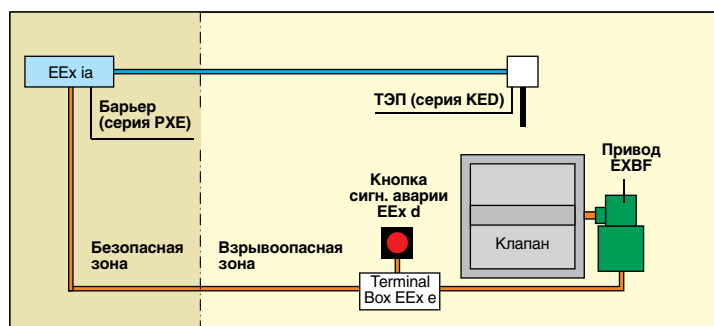 EEx ia
Барьер
(серия PXE)
ТЭП (серия KED)
Привод
EXBF
Кнопка
сигн. аварии
EEx d
Клапан
Безопасная
зона
Взрывоопасная
зона
Terminal
Box EEx e